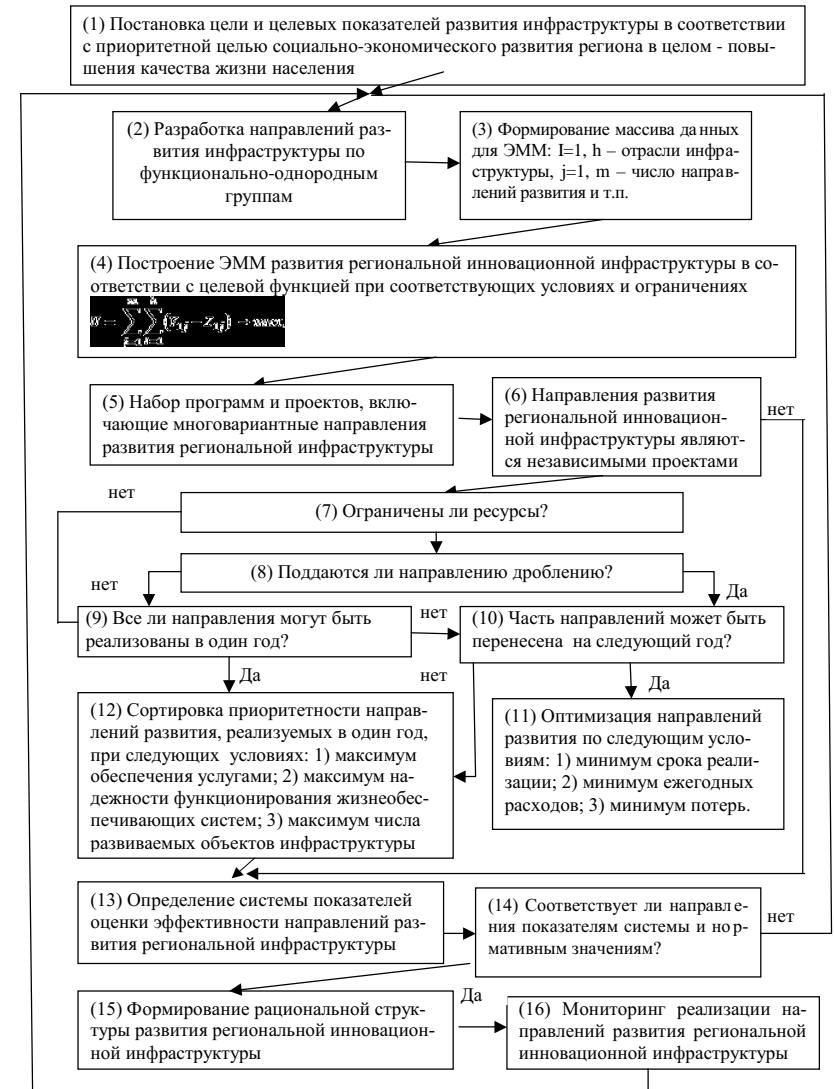 (1) Постановка цели и целевых показателей развития инфраструктуры в соответствии
с приоритетной целью социально-экономического развития региона в целом - повы-
шения качества жизни населения
(2) Разработка направлений раз-
вития инфраструктуры по
функционально-однородным
группам
(3) Формирование массива данных
для ЭММ: I=1, h – отрасли инфра-
структуры, j=1, m – число направ-
лений развития и т.п.
(4) Построение ЭММ развития региональной инновационной инфраструктуры в со-
ответствии с целевой функцией при соответствующих условиях и ограничениях
(5) Набор программ и проектов, вклю-
чающие многовариантные направления
развития региональной инфраструктуры
(6) Направления развития
региональной инновацион-
ной инфраструктуры являют-
ся независимыми проектами
нет
нет
(7) Ограничены ли ресурсы?
(8) Поддаются ли направлению дроблению?
нет
Да
(9) Все ли направления могут быть
реализованы в один год?
нет
(10) Часть направлений может быть
перенесена на следующий год?
Да
нет
Да
(12) Сортировка приоритетности направ-
лений развития, реализуемых в один год,
при следующих условиях: 1) максимум
обеспечения услугами; 2) максимум на-
дежности функционирования жизнеобес-
печивающих систем; 3) максимум числа
развиваемых объектов инфраструктуры
(11) Оптимизация направлений
развития по следующим усло-
виям: 1) минимум срока реали-
зации; 2) минимум ежегодных
расходов; 3) минимум потерь.
(13) Определение системы показателей
оценки эффективности направлений раз-
вития региональной инфраструктуры
(14) Соответствует ли направле-
ния показателям системы и нор-
мативным значениям?
нет
(15) Формирование рациональной струк-
туры развития региональной инновацион-
ной инфраструктуры
Да
(16) Мониторинг реализации на-
правлений развития региональной
инновационной инфраструктуры